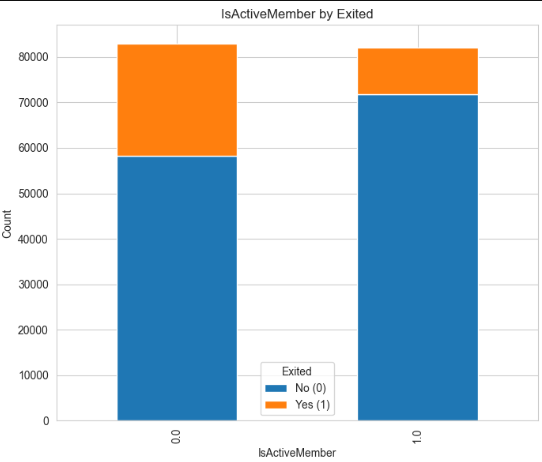 IsActiveMember by Exited
Count
80000
70000
60000
50000
40000
30000
20000
10000
0
Exited
No (0)
Yes (1)
0.0
1.0
IsActiveMember